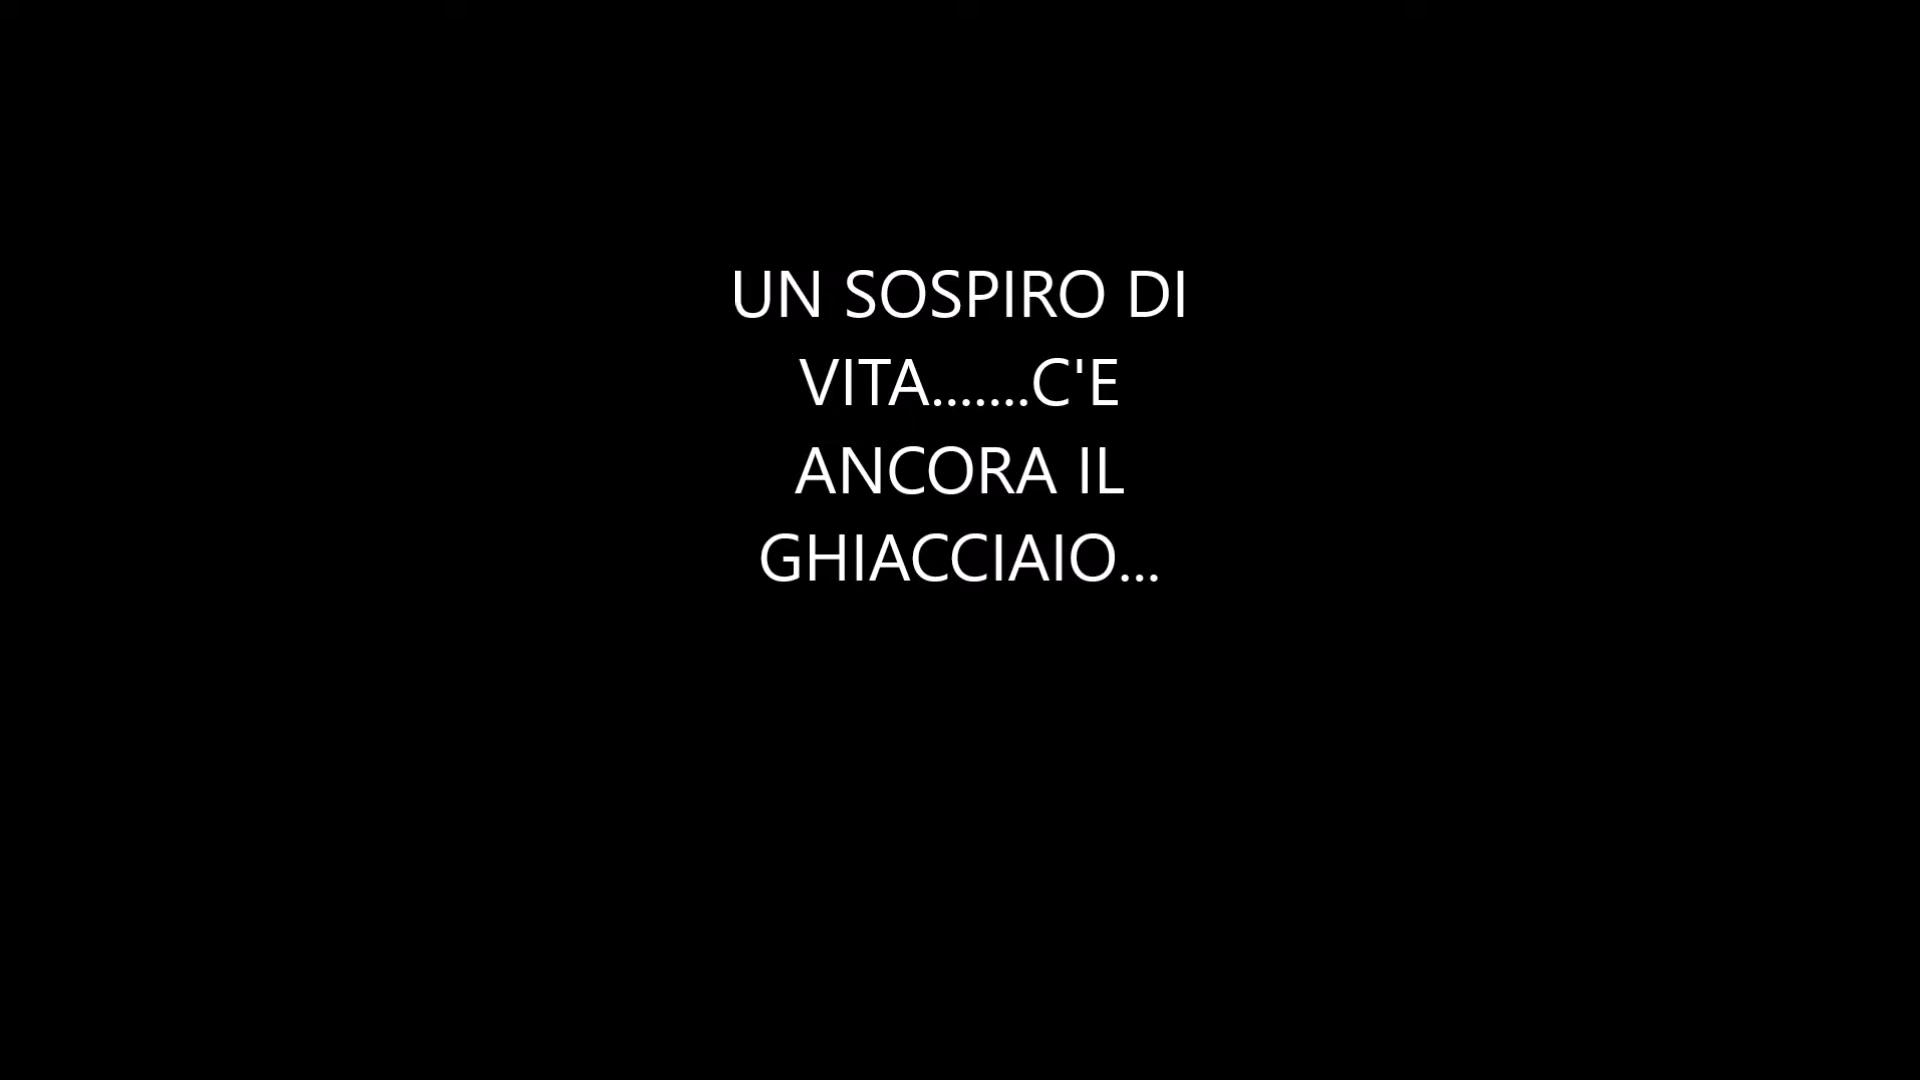 UN SOSPIRO DI
VITA.......C'E
ANCORA IL
GHIACCIAIO...